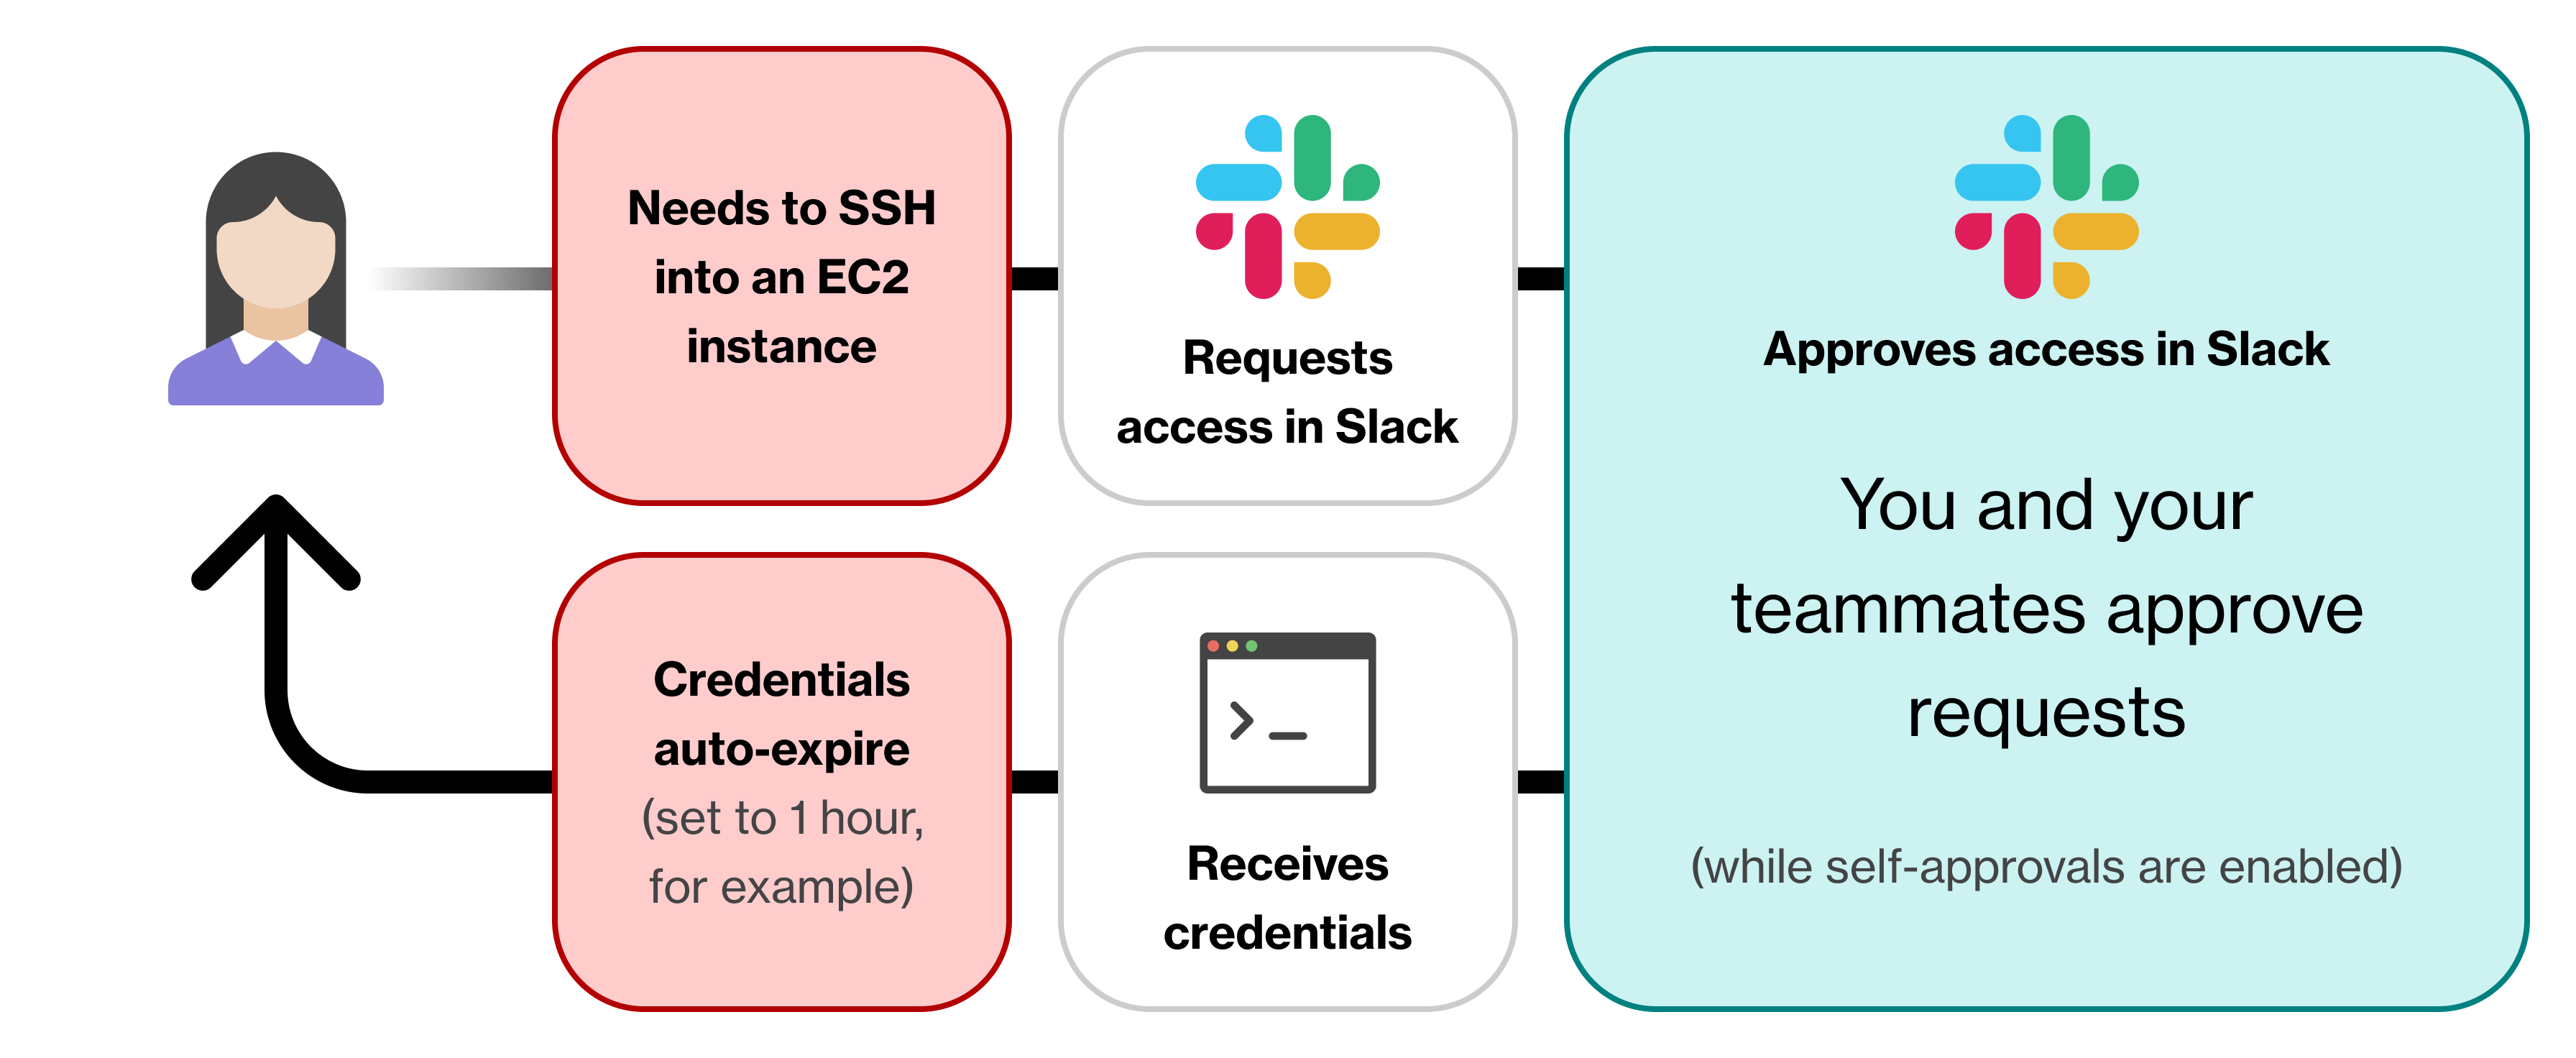 Needs to SSH
into an EC2
instance
Requests
access in Slack
Approves access in Slack
You and your
teammates approve
requests
(while self-approvals are enabled)
Receives
credentials
Credentials
auto-expire
(set to 1 hour,
for example)